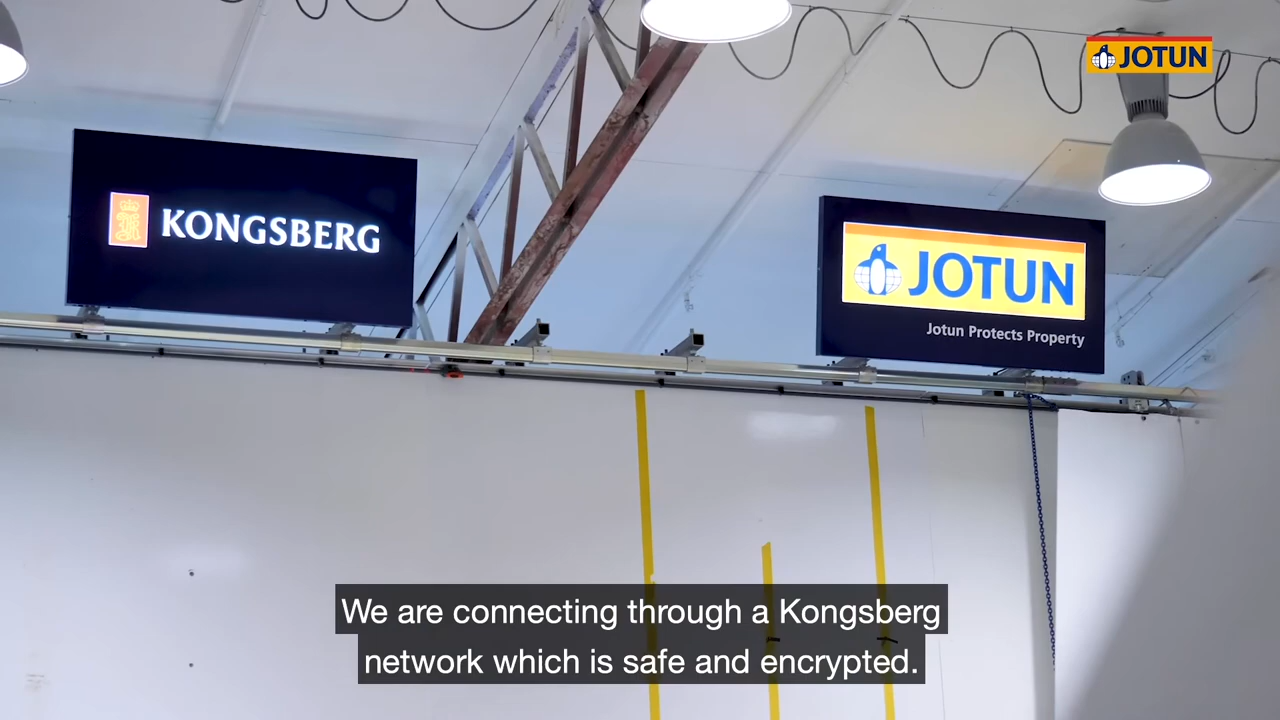 JOTUN
KONGSBERG
JOTUN
Jotun Protects Property
We are connecting through a Kongsberg
network which is safe and encrypted.